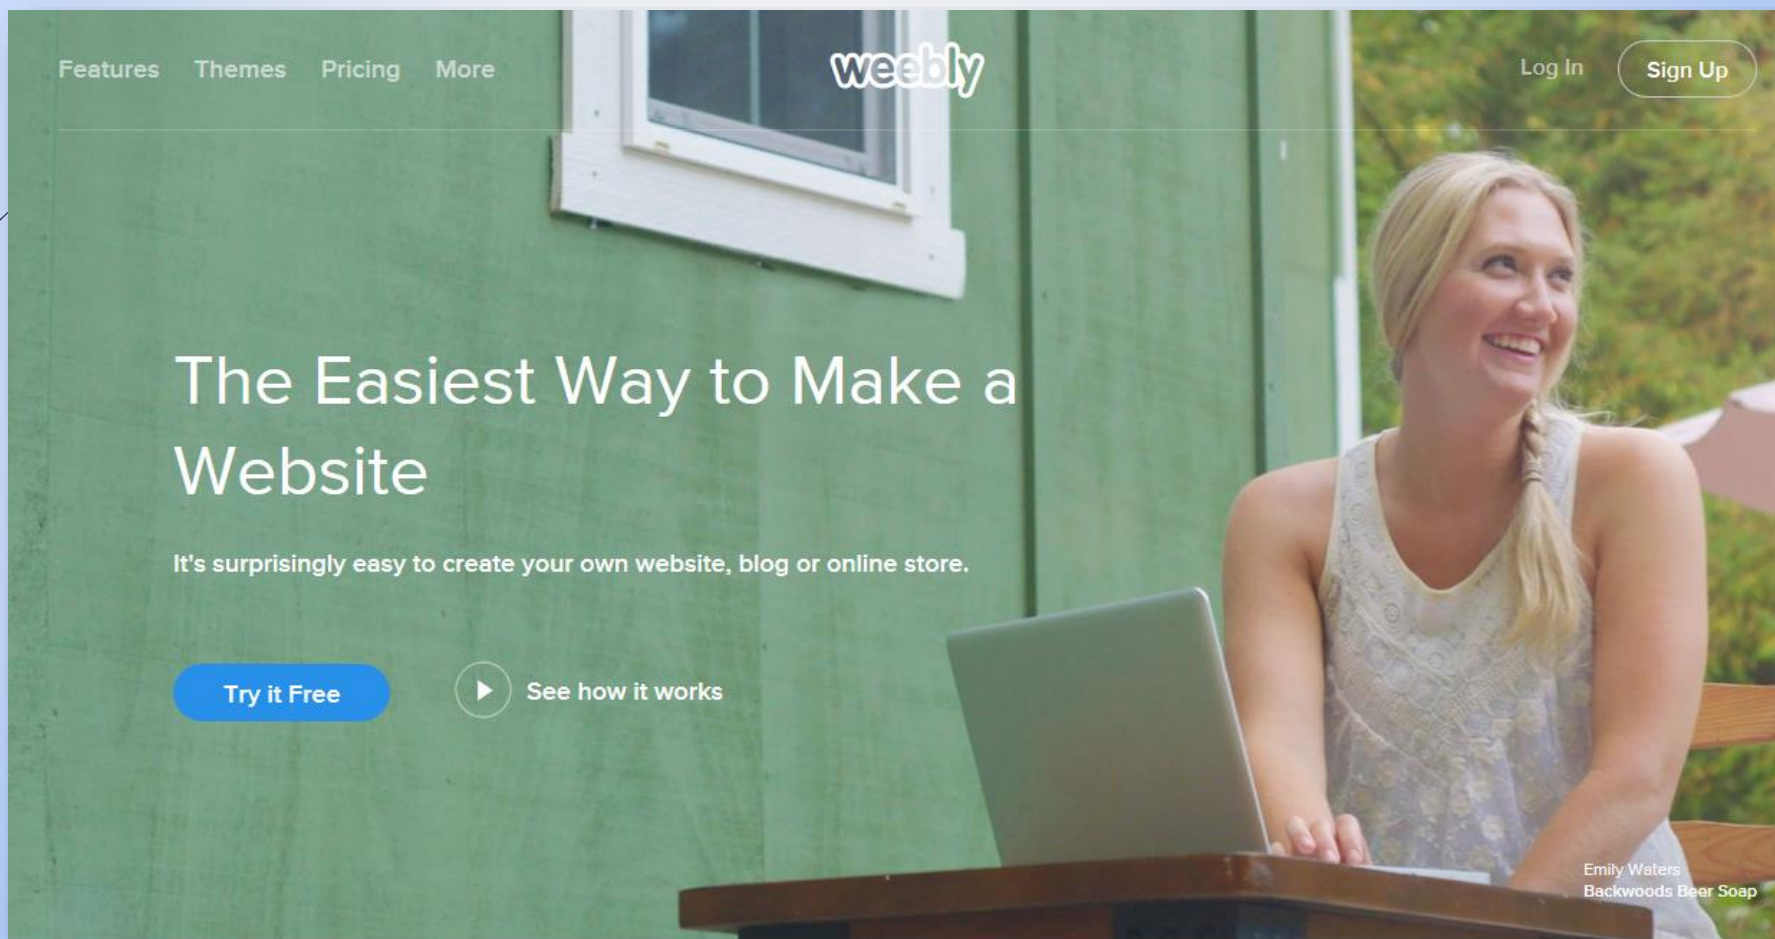 Features Themes Pricing More weebly Log In Sign Up
The Easiest Way to Make a
Website
It's surprisingly easy to create your own website, blog or online store.
Try it Free See how it works
Emily Waters
Backwoods Beer Soap